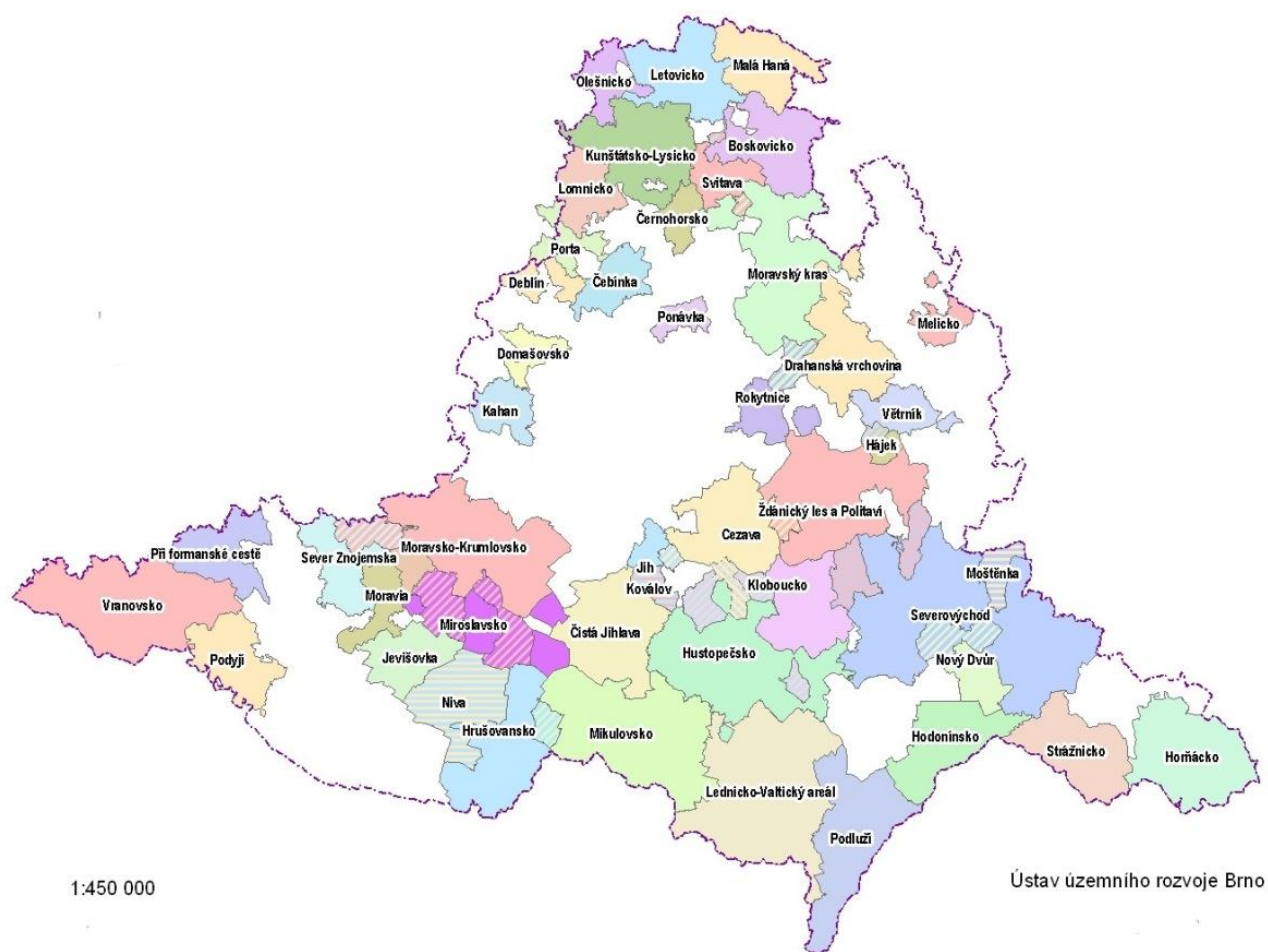 Malá Haná
Letovicko
Olešnicko
Boskovicko
Kunštátsko-Lysicko
Svitava
Lomnicko
Černohorsko
Porta
Moravský kras
Deblín
Čebínka
Ponávka
Melicko
Domašovsko
Drahanská vrchovina
Rokytnice
Kahan
Větrník
Hájek
Ždánický les a Politaví
Cezava
Při formanské cestě
Sever Znojemska
Moravsko-Krumlovsko
Jih
Kloboucko
Moštěnka
Koválov
Vranovsko
Moravia
Severovýchod
Miroslavsko
Čistá Jihlava
Podyjí
Jevišovka
Hustopečsko
Nový Dvůr
Niva
Hrušovansko
Mikulovsko
Hodonínsko
Strážnicko
Horňácko
Lednicko-Valtický areál
Podluží
1:450 000
Ústav územního rozvoje Brno